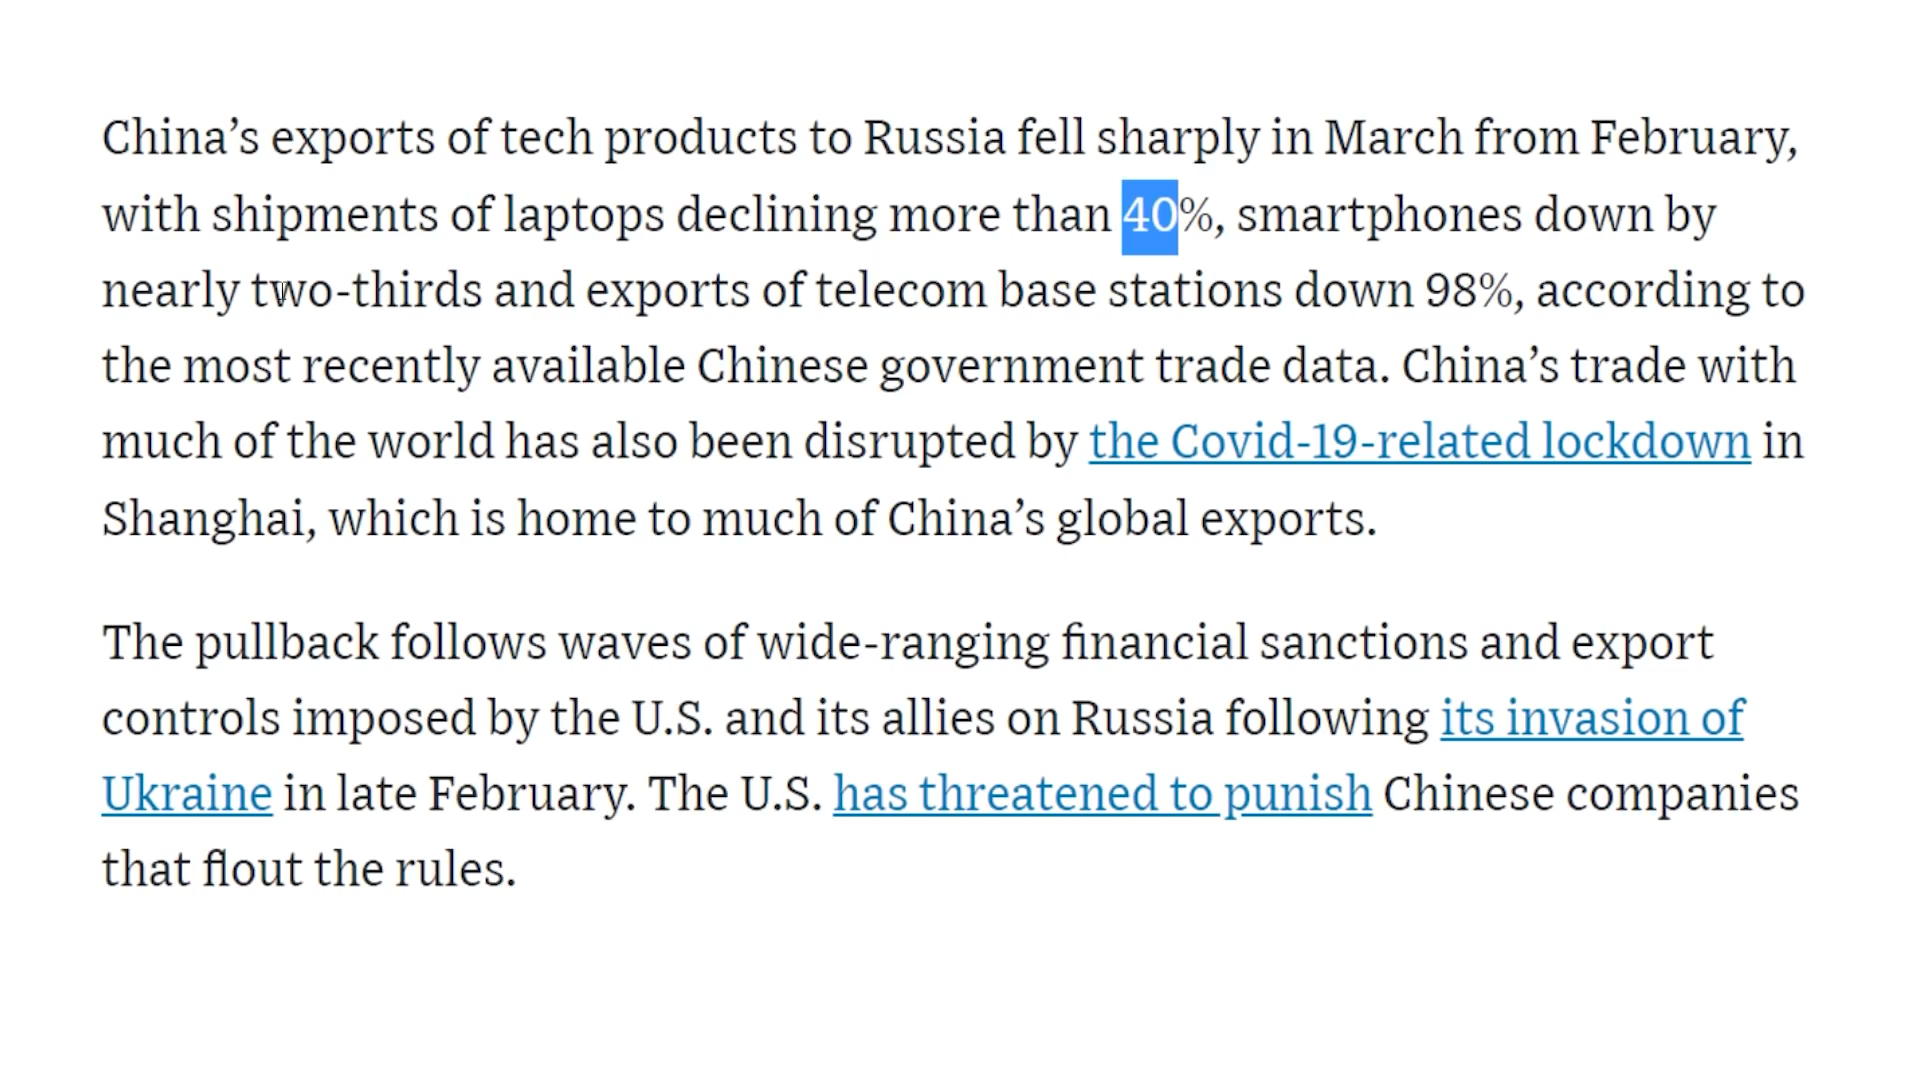 China’s exports of tech products to Russia fell sharply in March from February,
with shipments of laptops declining more than 40%, smartphones down by
nearly two-thirds and exports of telecom base stations down 98%, according to
the most recently available Chinese government trade data. China’s trade with
much of the world has also been disrupted by the Covid-19-related lockdown in
Shanghai, which is home to much of China’s global exports.
The pullback follows waves of wide-ranging financial sanctions and export
controls imposed by the U.S. and its allies on Russia following its invasion of
Ukraine in late February. The U.S. has threatened to punish Chinese companies
that flout the rules.